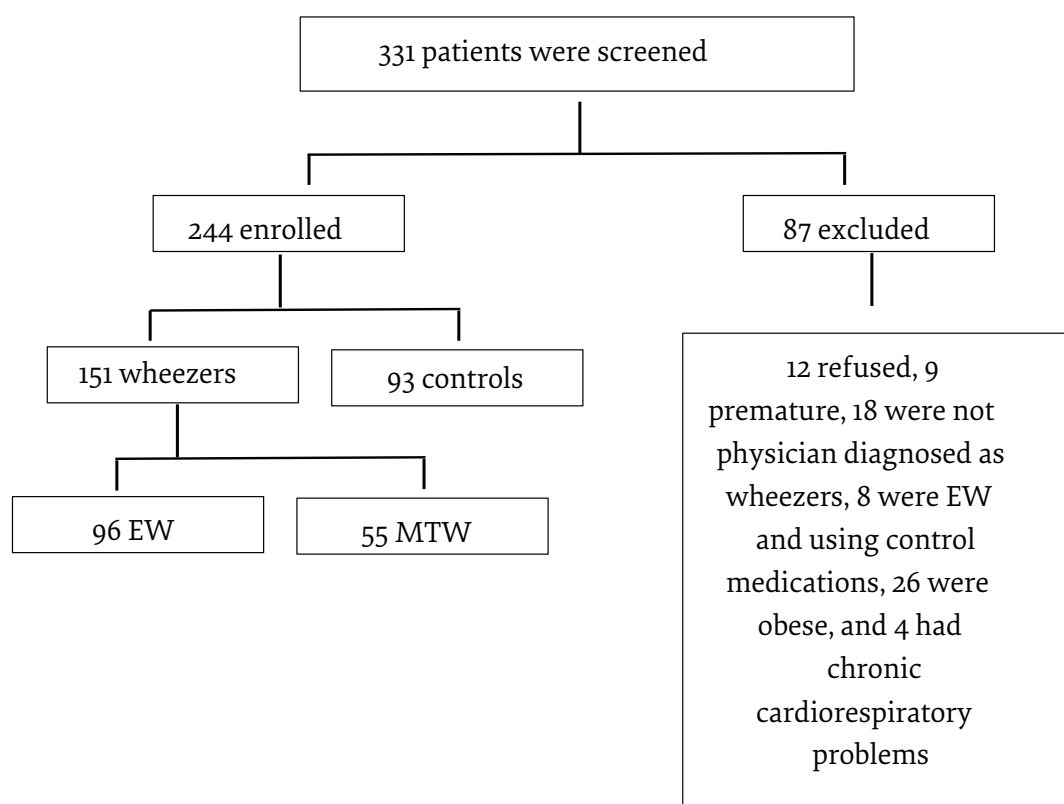 331 patients were screened
244 enrolled
87 excluded
151 wheezers
93 controls
96 EW
55 MTW
12 refused, 9
premature, 18 were not
physician diagnosed as
wheezers, 8 were EW
and using control
medications, 26 were
obese, and 4 had
chronic
cardiorespiratory
problems